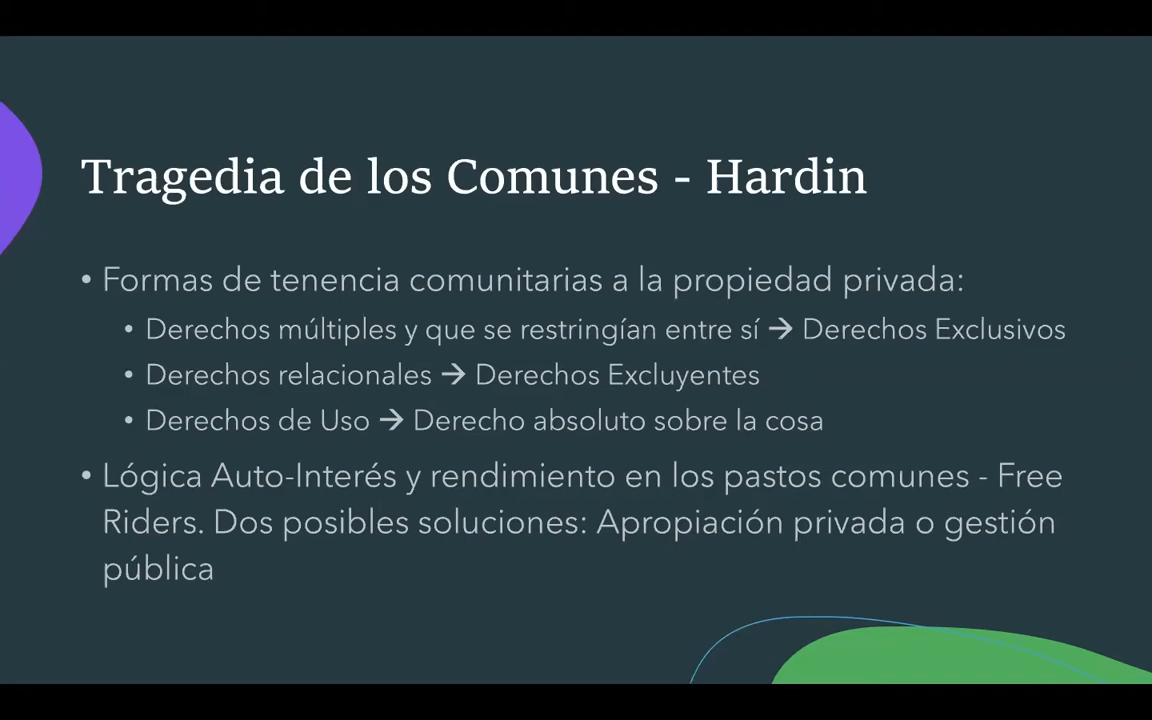 Tragedia de los Comunes - Hardin
• Formas de tenencia comunitarias a la propiedad privada:
• Derechos múltiples y que se restringían entre sí → Derechos Exclusivos
• Derechos relacionales → Derechos Excluyentes
• Derechos de Uso → Derecho absoluto sobre la cosa
• Lógica Auto-Interés y rendimiento en los pastos comunes - Free
Riders. Dos posibles soluciones: Apropiación privada o gestión
pública